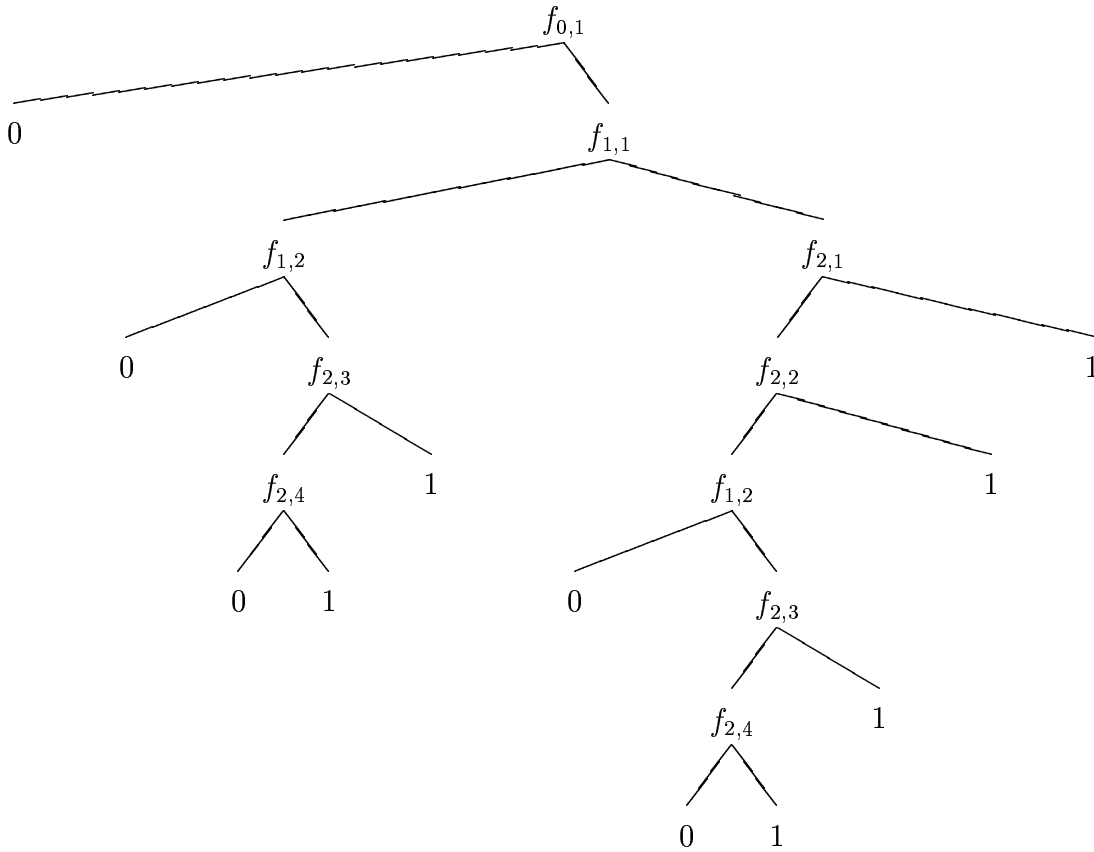 f_{0,1}
0
f_{1,1}
f_{1,2} f_{2,1}
0 1
f_{2,3} f_{2,2}
f_{2,4} 1 f_{1,2} 1
0 1 0
f_{2,3}
f_{2,4} 1
0 1